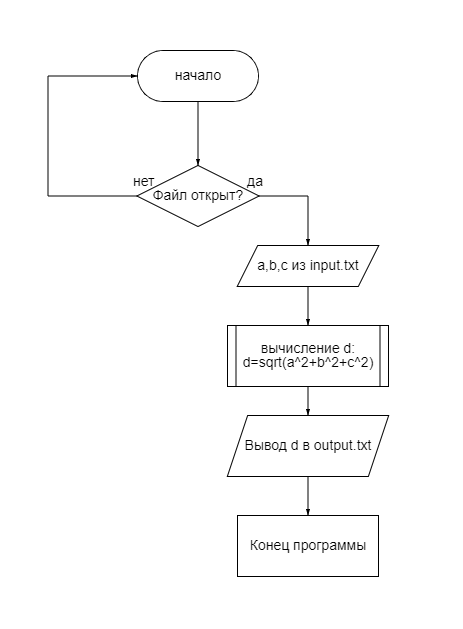 начало
нет
да
Файл открыт?
a,b,c из input.txt
вычисление d:
d=sqrt(a^2+b^2+c^2)
Вывод d в output.txt
Конец программы